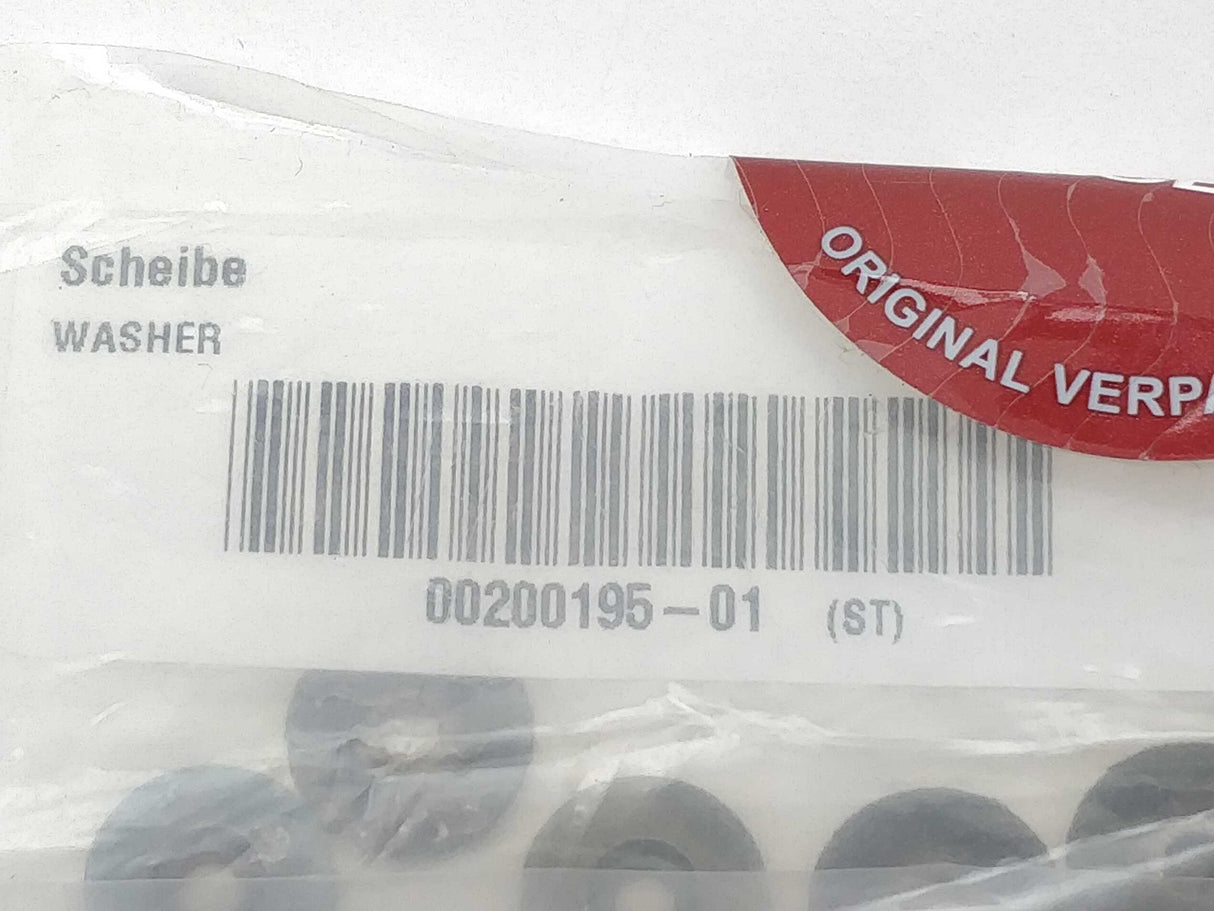 Scheibe
WASHER
00200195-01 (ST)
ORIGINAL VERP